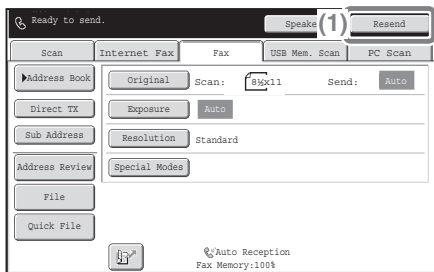 Ready to send.
Speake (1) Resend
Scan Internet Fax Fax USB Mem. Scan PC Scan
Address Book Original Scan: 8½x11 Send: Auto
Direct TX Exposure Auto
Sub Address Resolution Standard
Address Review Special Modes
File
Quick File
Auto Reception
Fax Memory:100%